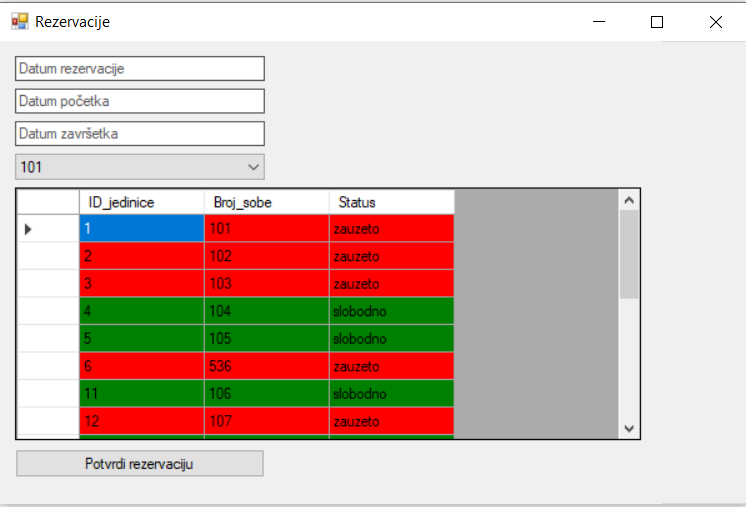 Rezervacije
Datum rezervacije
Datum početka
Datum završetka
101
ID_jedinice Broj_sobe Status
1 101 zauzeto
2 102 zauzeto
3 103 zauzeto
4 104 slobodno
5 105 slobodno
6 536 zauzeto
11 106 slobodno
12 107 zauzeto
Potvrdi rezervaciju